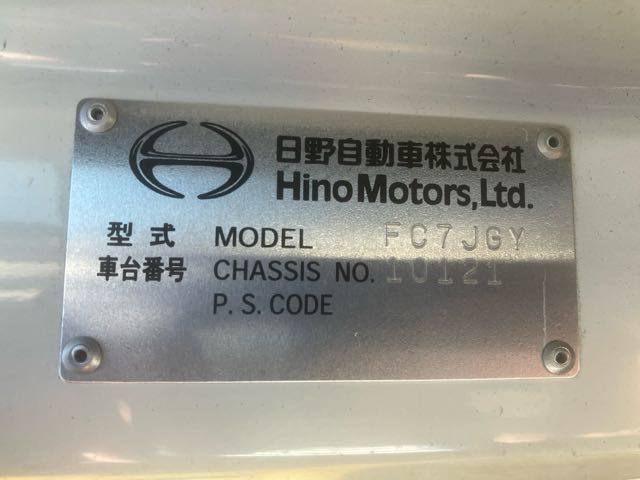 日野自動車株式会社
Hino Motors, Ltd.
型式 MODEL FC7JGY
車台番号 CHASSIS NO. 10121
P. S. CODE